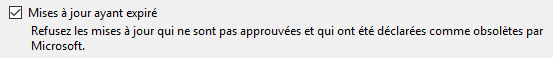 Mises à jour ayant expiré
Refusez les mises à jour qui ne sont pas approuvées et qui ont été déclarées comme obsolètes par
Microsoft.